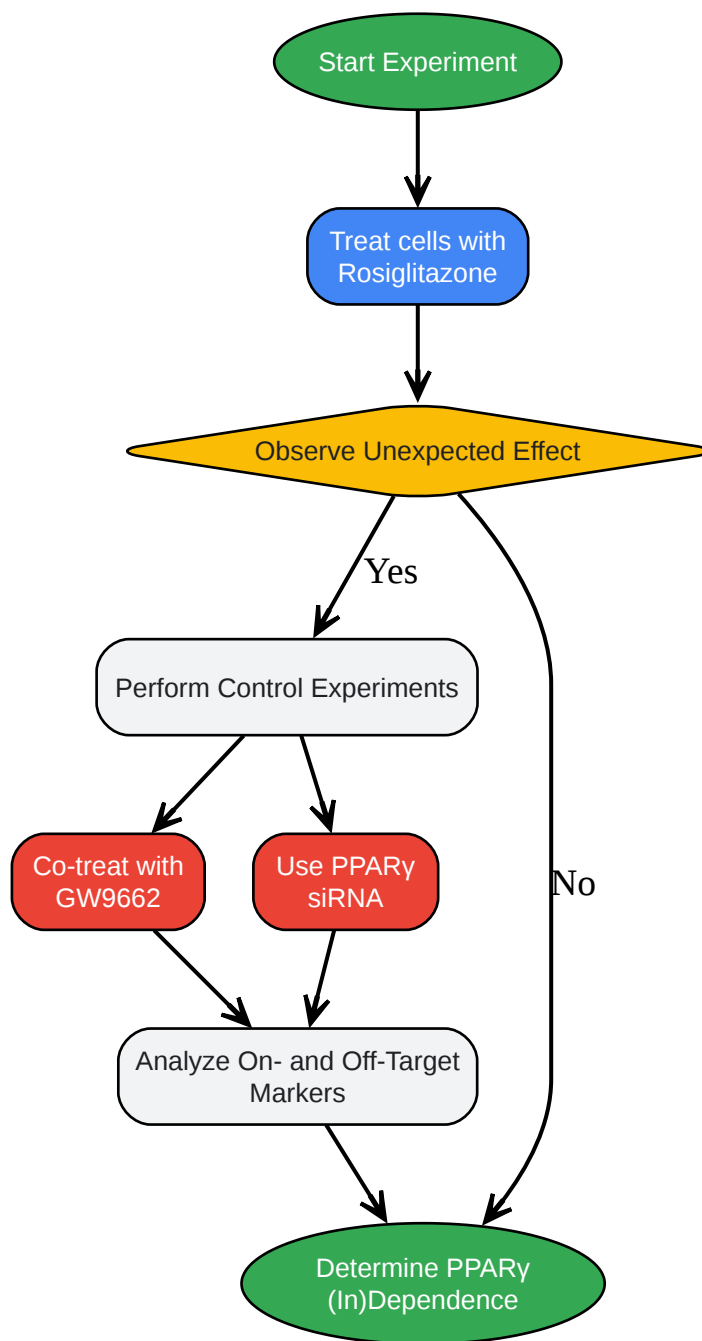 Start Experiment
Treat cells with
Rosiglitazone
Observe Unexpected Effect
Yes
Perform Control Experiments
Co-treat with
GW9662
Use PPARγ
siRNA
No
Analyze On- and Off-Target
Markers
Determine PPARγ
(In)Dependence